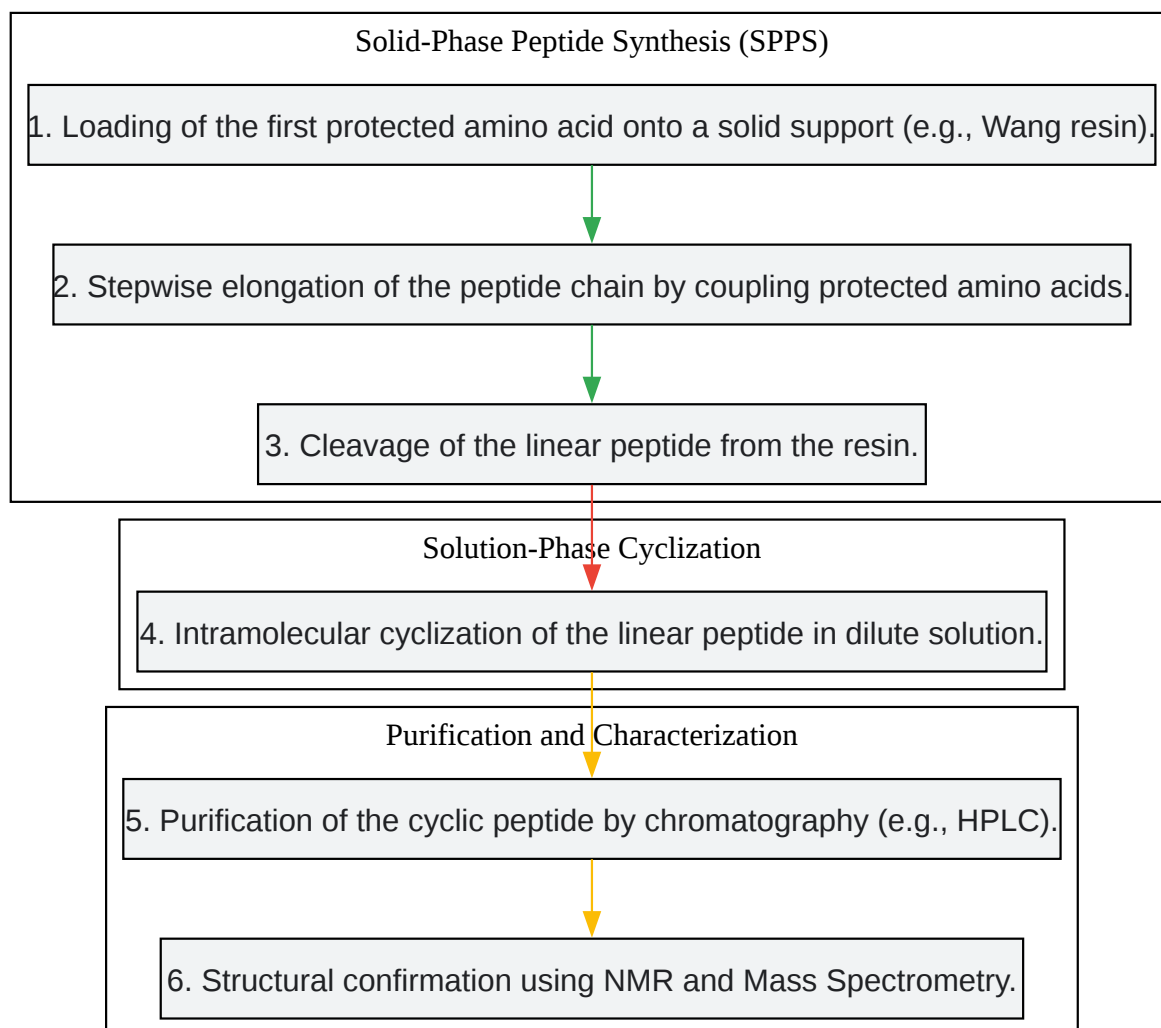 Solid-Phase Peptide Synthesis (SPPS)
1. Loading of the first protected amino acid onto a solid support (e.g., Wang resin).
2. Stepwise elongation of the peptide chain by coupling protected amino acids.
3. Cleavage of the linear peptide from the resin.
Solution-Phase Cyclization
4. Intramolecular cyclization of the linear peptide in dilute solution.
Purification and Characterization
5. Purification of the cyclic peptide by chromatography (e.g., HPLC).
6. Structural confirmation using NMR and Mass Spectrometry.